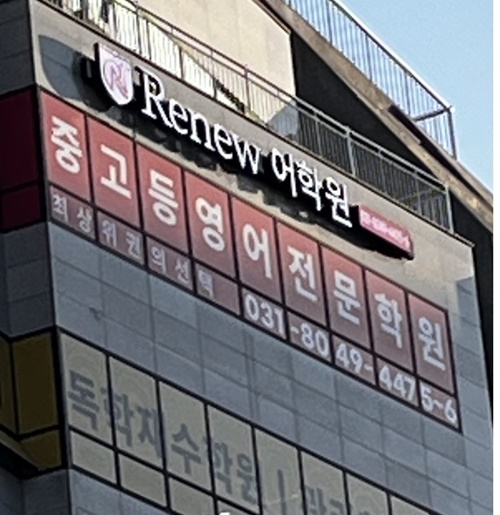 Renew 어학원
중고등영어전문학원
최상위권의선택
031-8049-4475~6
독학재수학원 |